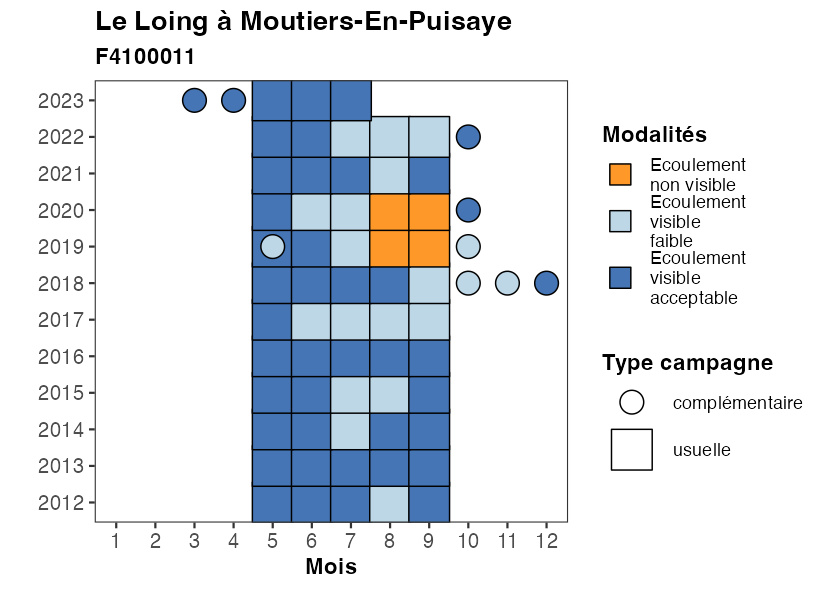 Le Loing à Moutiers-En-Puisaye
F4100011
2023
2022
2021
2020
2019
2018
2017
2016
2015
2014
2013
2012
1 2 3 4 5 6 7 8 9 10 11 12
Mois
Modalités
Ecoulement
non visible
Ecoulement
visible
faible
Ecoulement
visible
acceptable
Type campagne
complémentaire
usuelle